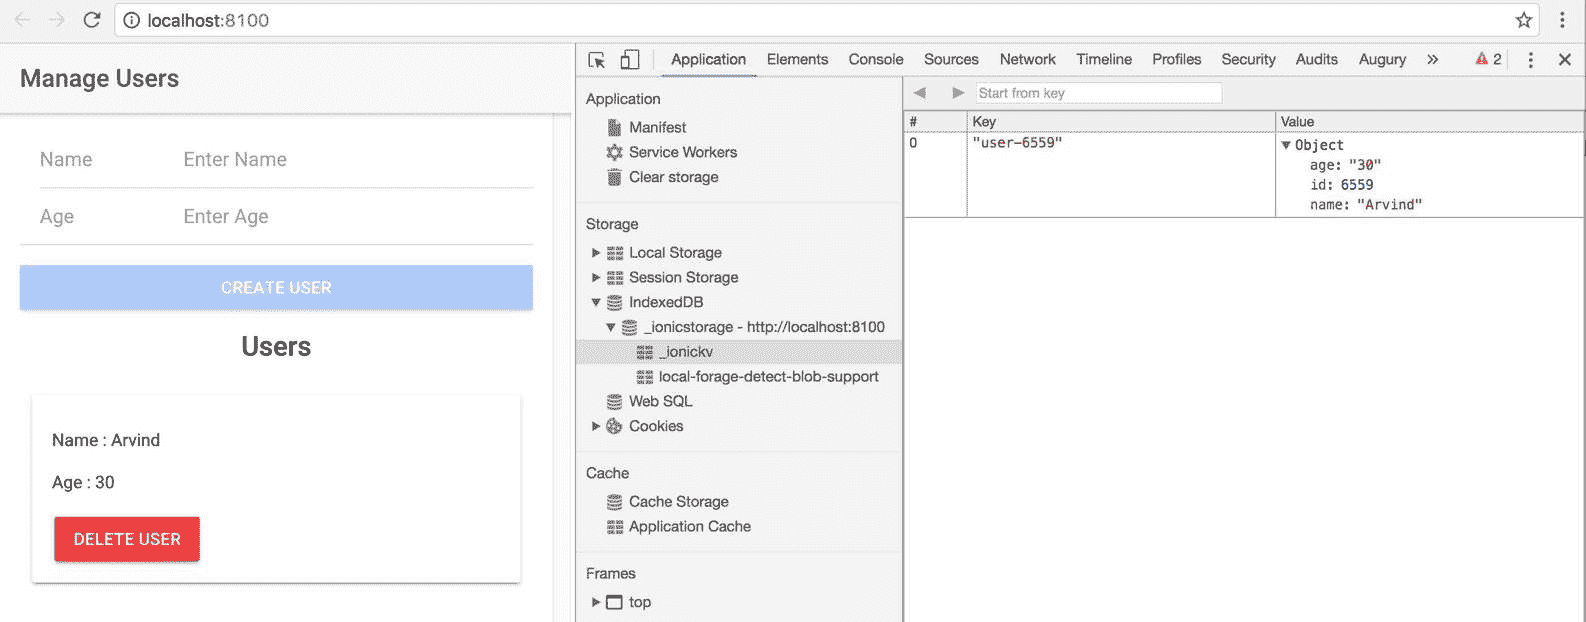 localhost:8100
Manage Users
Name Enter Name
Age Enter Age
CREATE USER
Users
Name : Arvind
Age : 30
DELETE USER
Application Elements Console Sources Network Timeline Profiles Security Audits Augury » 2
Application
Manifest
Service Workers
Clear storage
Storage
Local Storage
Session Storage
IndexedDB
_ionicstorage - http://localhost:8100
_ionickv
local-forage-detect-blob-support
Web SQL
Cookies
Cache
Cache Storage
Application Cache
Frames
top
Start from key
# Key Value
0 "user-6559" Object
age: "30"
id: 6559
name: "Arvind"